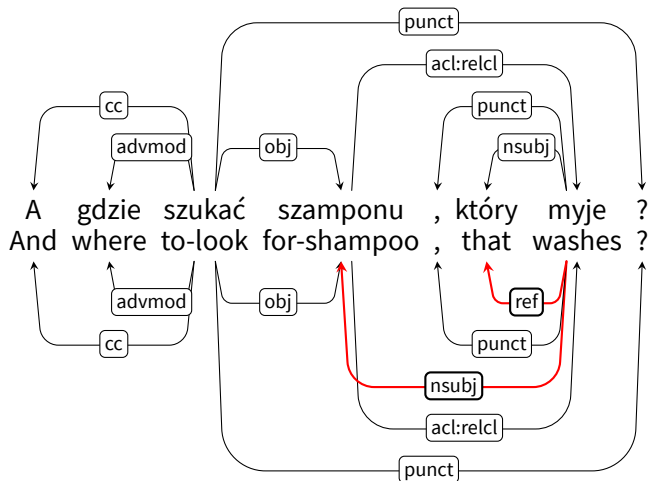 punct
acl:relcl
cc punct
advmod obj nsubj
A gdzie szukać szamponu , który myje ?
And where to-look for-shampoo , that washes ?
advmod obj ref
cc punct
nsubj
acl:relcl
punct